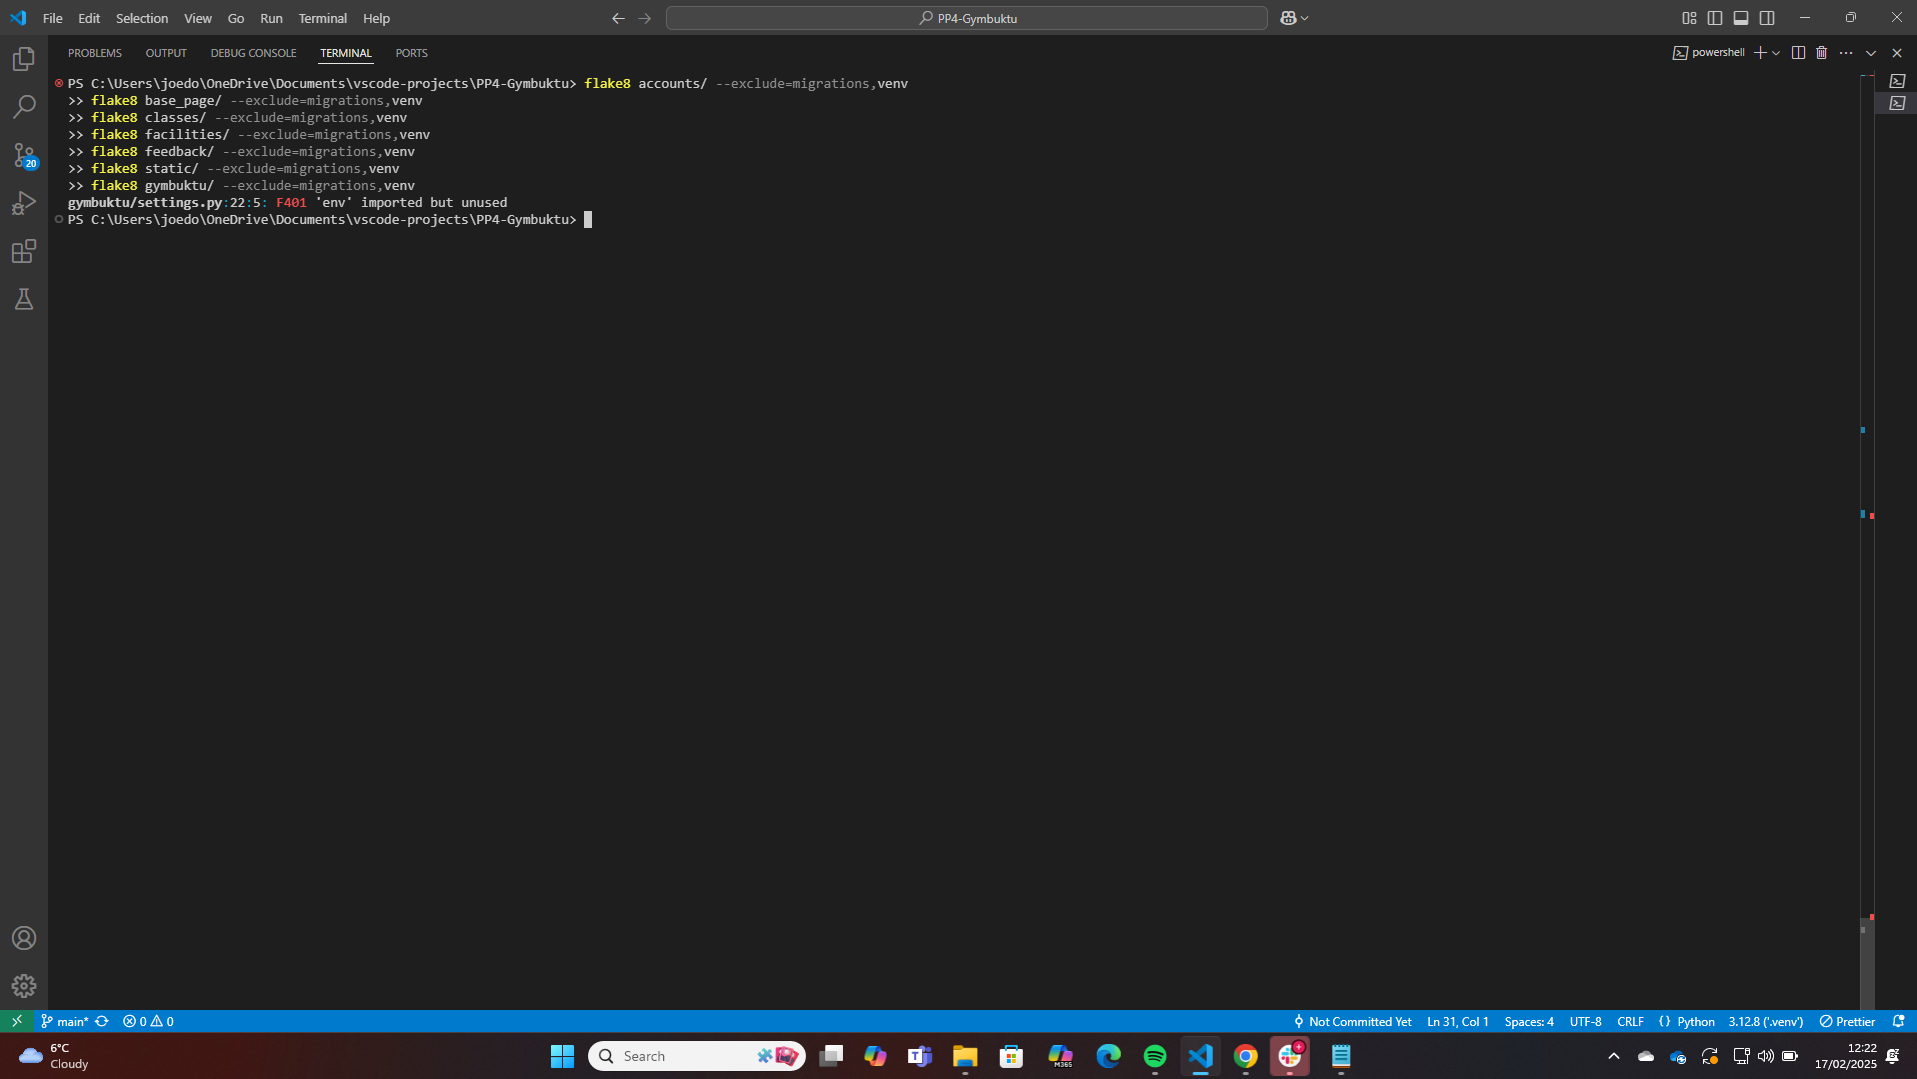 File Edit Selection View Go Run Terminal Help
PP4-Gymbuktu
PROBLEMS OUTPUT DEBUG CONSOLE TERMINAL PORTS
powershell
PS C:\Users\joedo\OneDrive\Documents\vscode-projects\PP4-Gymbuktu> flake8 accounts/ --exclude=migrations,venv
>> flake8 base_page/ --exclude=migrations,venv
>> flake8 classes/ --exclude=migrations,venv
>> flake8 facilities/ --exclude=migrations,venv
>> flake8 feedback/ --exclude=migrations,venv
>> flake8 static/ --exclude=migrations,venv
>> flake8 gymbuktu/ --exclude=migrations,venv
gymbuktu/settings.py:22:5: F401 'env' imported but unused
PS C:\Users\joedo\OneDrive\Documents\vscode-projects\PP4-Gymbuktu>
20
main* 0 0
Not Committed Yet Ln 31, Col 1 Spaces: 4 UTF-8 CRLF {} Python 3.12.8 ('.venv') Prettier
6°C
Cloudy
Search
M365
12:22
17/02/2025